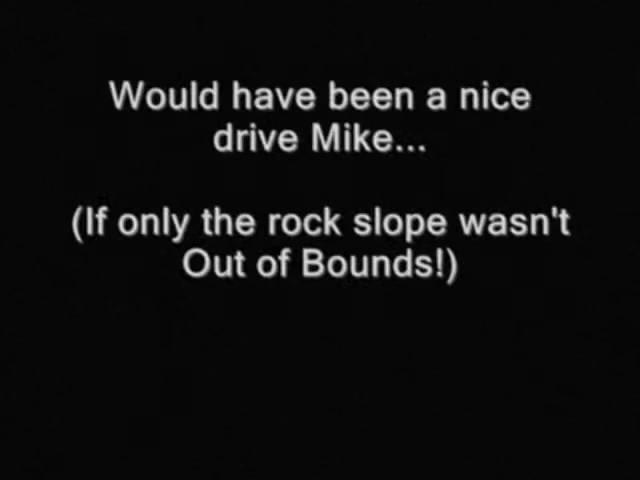 Would have been a nice
drive Mike...
(If only the rock slope wasn't
Out of Bounds!)